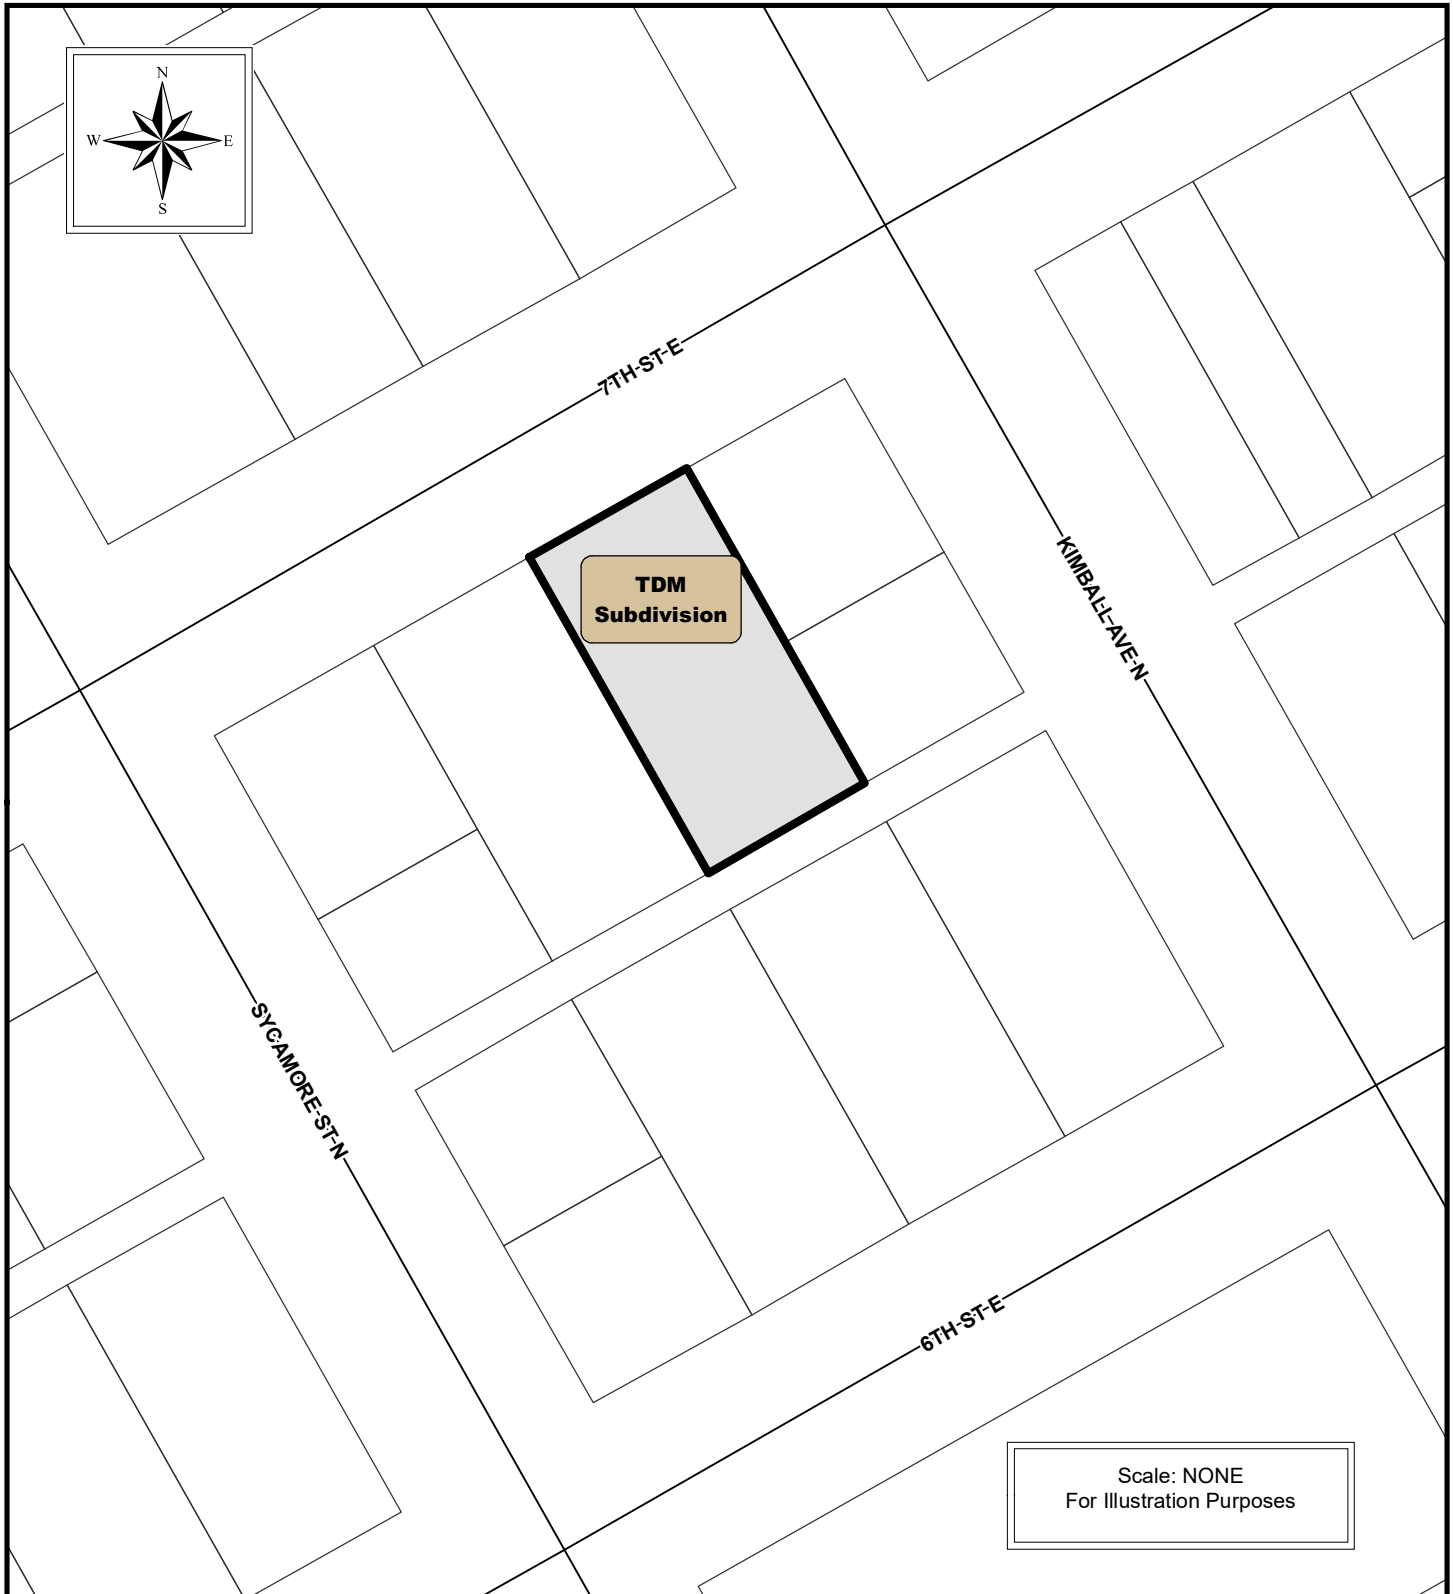 N
W
E
S
7TH-ST-E
TDM
Subdivision
KIMBALL-AVE-N
SYCAMORE-ST-N
6TH-ST-E
Scale: NONE
For Illustration Purposes